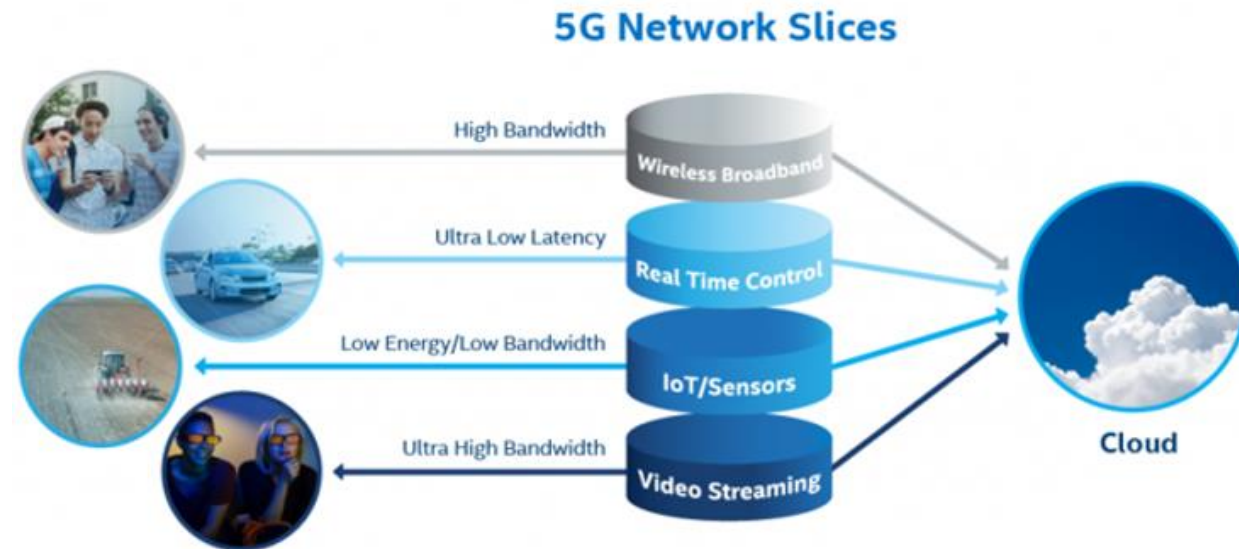 5G Network Slices
High Bandwidth
Wireless Broadband
Ultra Low Latency
Real Time Control
Low Energy/Low Bandwidth
IoT/Sensors
Ultra High Bandwidth
Video Streaming
Cloud